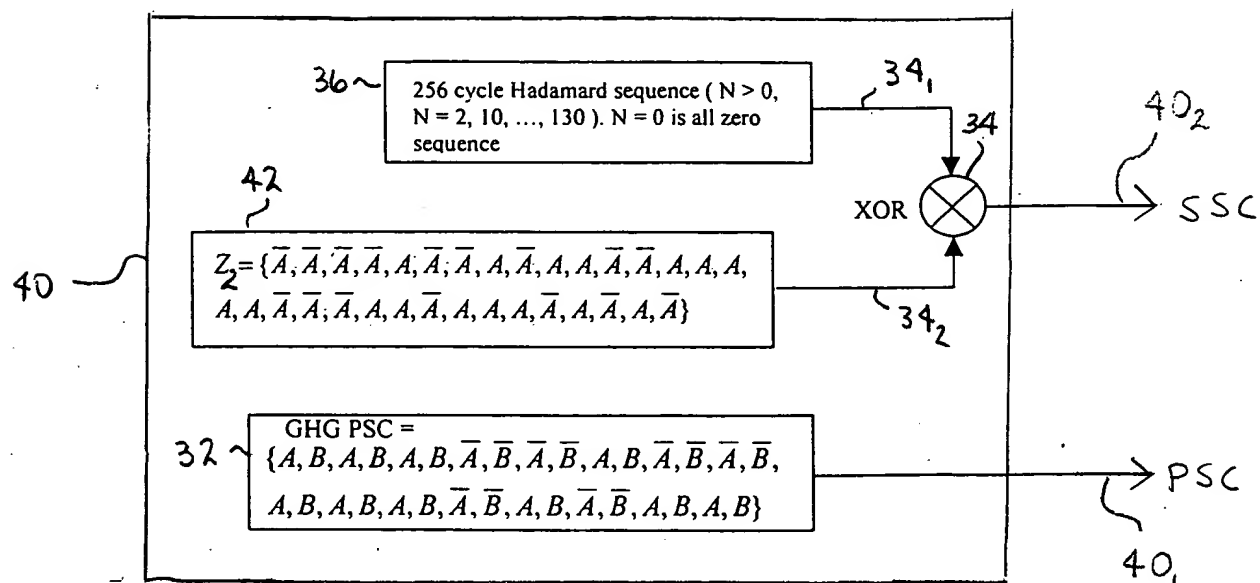 36
256 cycle Hadamard sequence ( N > 0,
N = 2, 10, ..., 130 ). N = 0 is all zero
sequence
34₁
34
40₂
SSC
XOR
42
Z₂= {A̅, A̅, A̅, A̅, A, A̅; A̅, A, A̅, A, A, A̅, A̅, A, A, A,
A, A, A̅, A̅; A̅, A, A, A̅, A, A, A, A̅, A, A̅, A, A̅}
34₂
40
32
GHG PSC =
{A, B, A, B, A, B, A̅, B̅, A̅, B̅, A, B, A̅, B̅, A̅, B̅,
A, B, A, B, A, B, A̅, B̅, A, B, A̅, B̅, A, B, A, B}
PSC
40₁